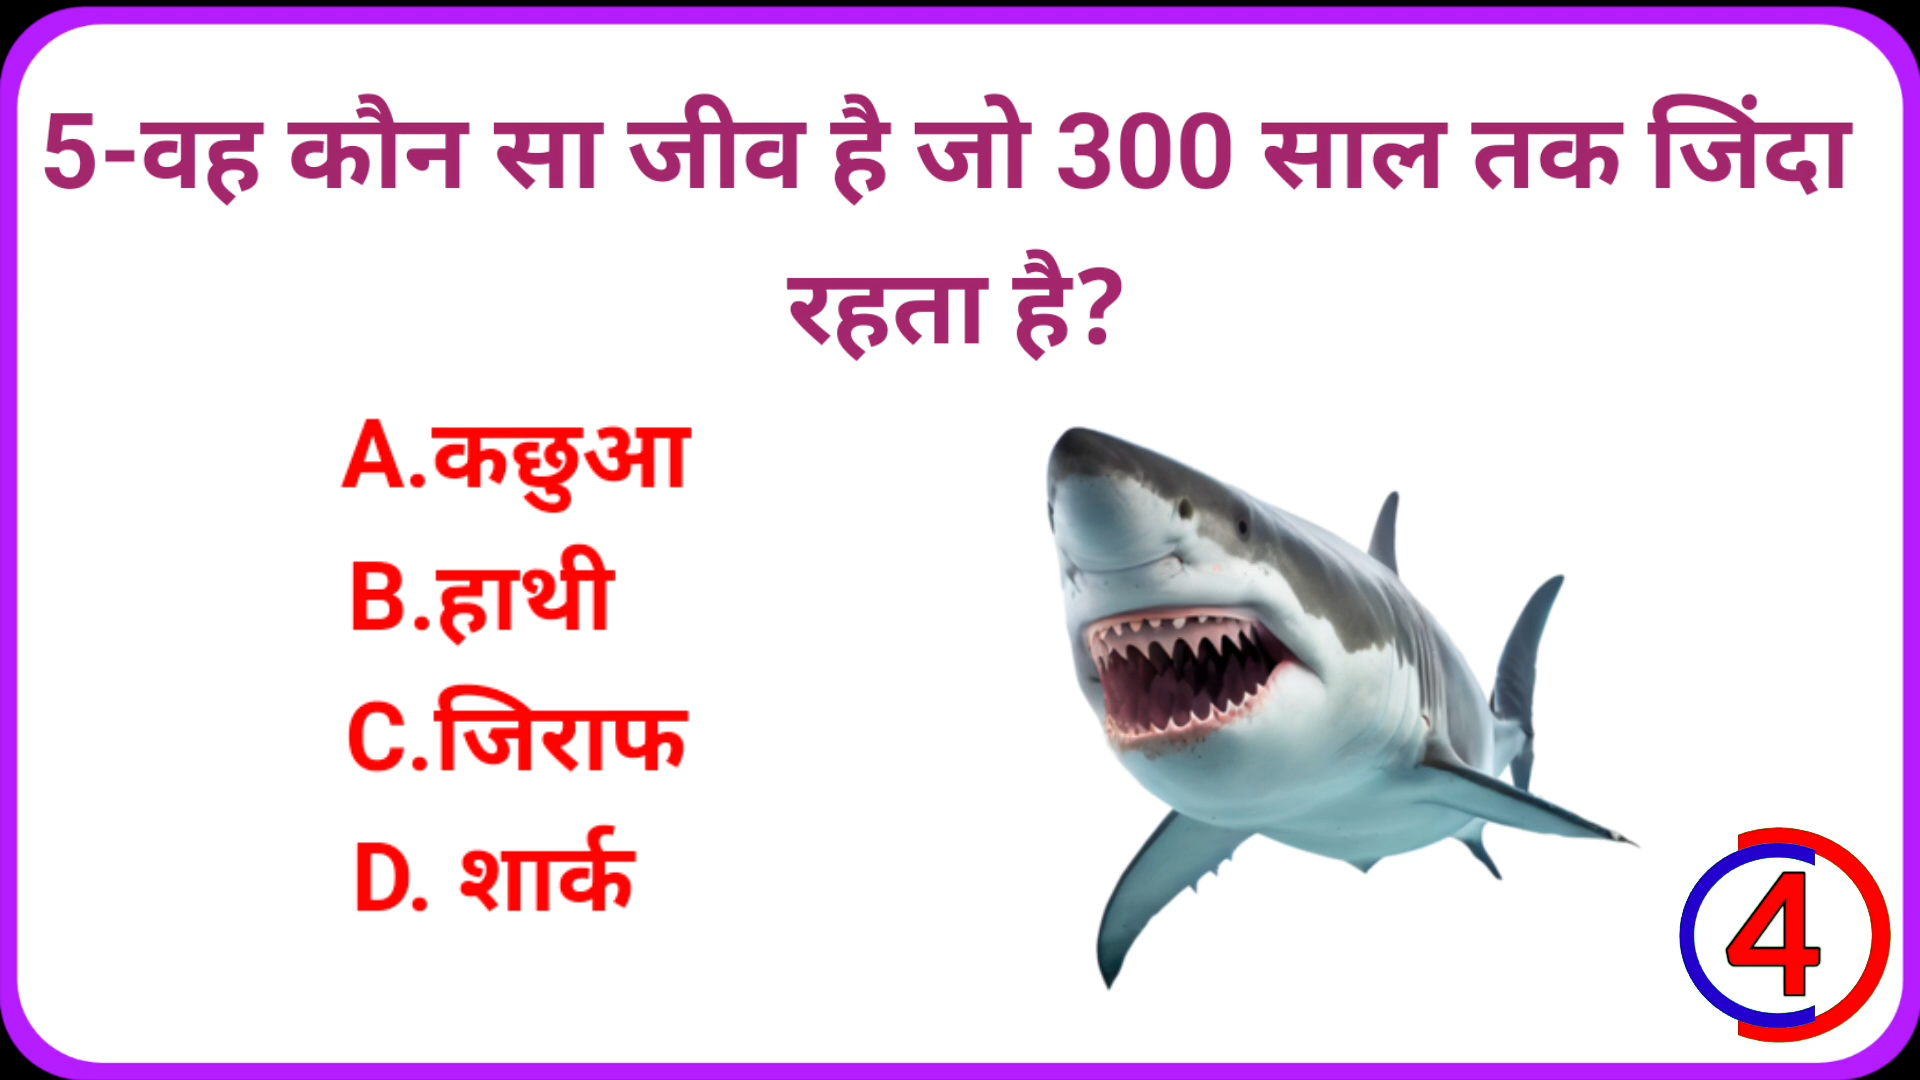 5-वह कौन सा जीव है जो 300 साल तक जिंदा
रहता है?
A.कछुआ
B.हाथी
C.जिराफ
D. शार्क
4